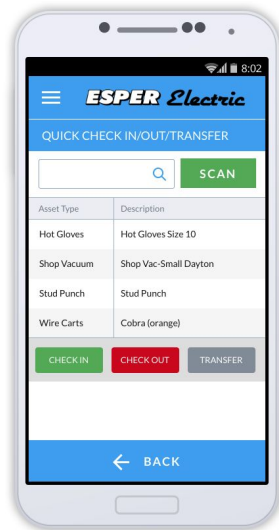 8:02
ESPER Electric
QUICK CHECK IN/OUT/TRANSFER
SCAN
Asset Type Description
Hot Gloves Hot Gloves Size 10
Shop Vacuum Shop Vac-Small Dayton
Stud Punch Stud Punch
Wire Carts Cobra (orange)
CHECK IN CHECK OUT TRANSFER
BACK